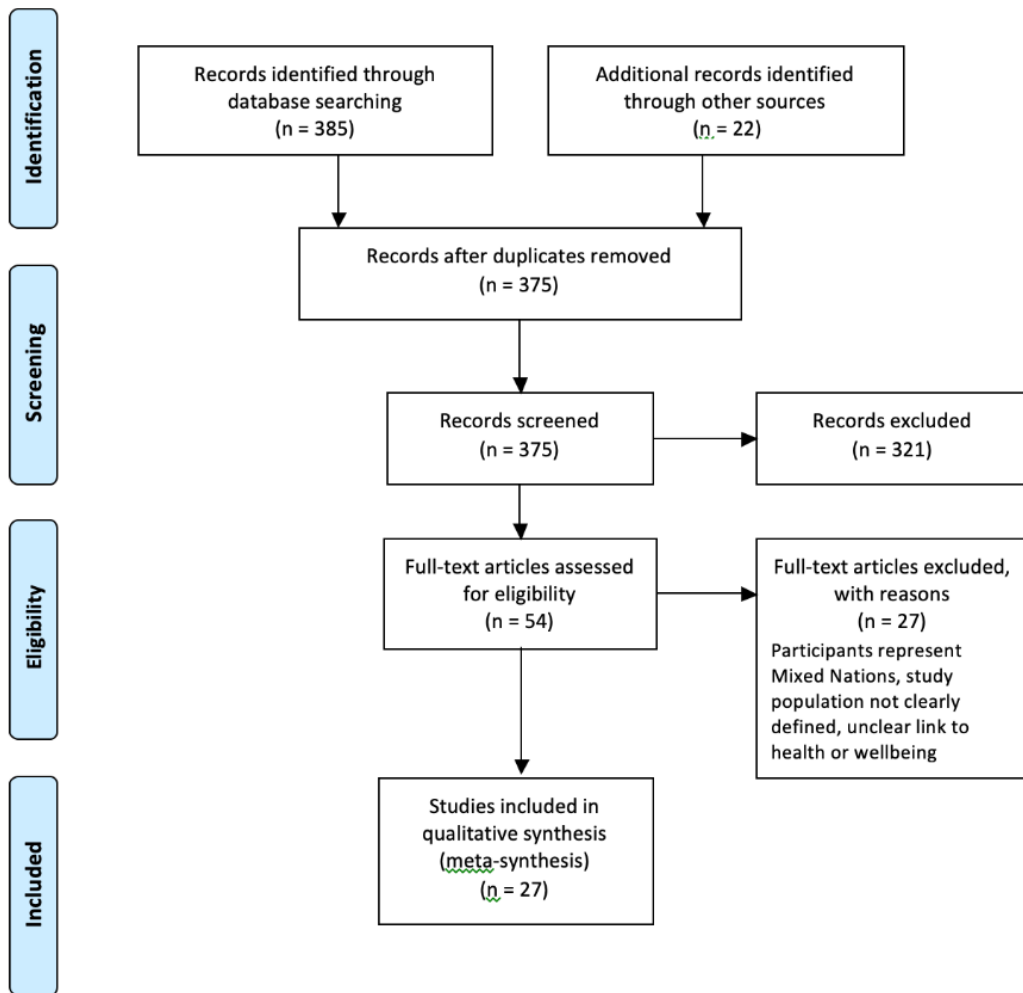 Identification
Records identified through
database searching
(n = 385)
Additional records identified
through other sources
(n = 22)
Records after duplicates removed
(n = 375)
Screening
Records screened
(n = 375)
Records excluded
(n = 321)
Eligibility
Full-text articles assessed
for eligibility
(n = 54)
Full-text articles excluded,
with reasons
(n = 27)
Participants represent
Mixed Nations, study
population not clearly
defined, unclear link to
health or wellbeing
Included
Studies included in
qualitative synthesis
(meta-synthesis)
(n = 27)